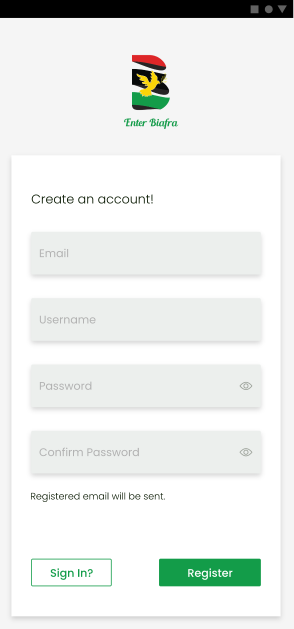 Enter Biafra
Create an account!
Email
Username
Password
Confirm Password
Registered email will be sent.
Sign In?
Register